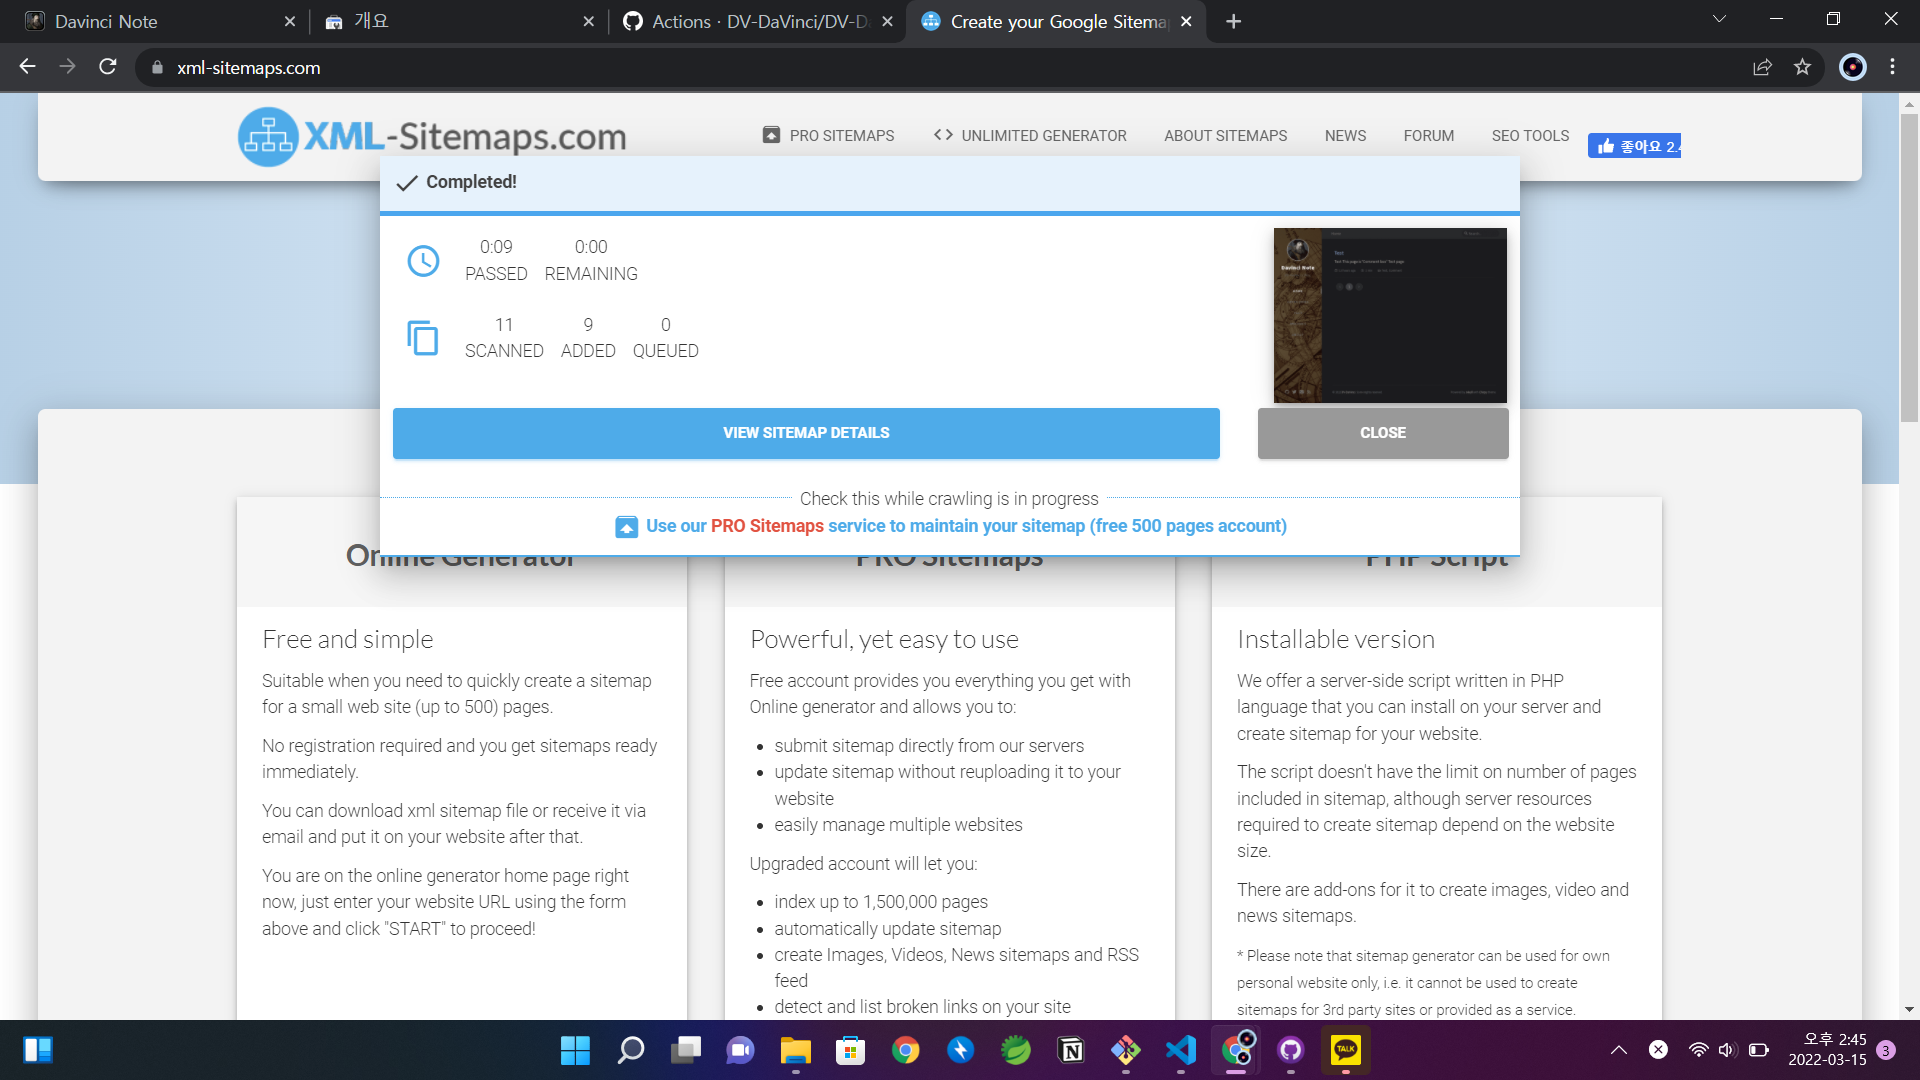 Davinci Note
개요
Actions · DV-DaVinci/DV-Da
Create your Google Sitema
xml-sitemaps.com
XML-Sitemaps.com
PRO SITEMAPS
UNLIMITED GENERATOR
ABOUT SITEMAPS
NEWS
FORUM
SEO TOOLS
좋아요 2.4
Completed!
0:09 0:00
PASSED REMAINING
11 9 0
SCANNED ADDED QUEUED
Davinci Note
VIEW SITEMAP DETAILS
CLOSE
Check this while crawling is in progress
Use our PRO Sitemaps service to maintain your sitemap (free 500 pages account)
Online Generator
Free and simple
Suitable when you need to quickly create a sitemap
for a small web site (up to 500) pages.
No registration required and you get sitemaps ready
immediately.
You can download xml sitemap file or receive it via
email and put it on your website after that.
You are on the online generator home page right
now, just enter your website URL using the form
above and click "START" to proceed!
PRO Sitemaps
Powerful, yet easy to use
Free account provides you everything you get with
Online generator and allows you to:
submit sitemap directly from our servers
update sitemap without reuploading it to your
website
easily manage multiple websites
Upgraded account will let you:
index up to 1,500,000 pages
automatically update sitemap
create Images, Videos, News sitemaps and RSS
feed
detect and list broken links on your site
PHP Script
Installable version
We offer a server-side script written in PHP
language that you can install on your server and
create sitemap for your website.
The script doesn't have the limit on number of pages
included in sitemap, although server resources
required to create sitemap depend on the website
size.
There are add-ons for it to create images, video and
news sitemaps.
* Please note that sitemap generator can be used for own
personal website only, i.e. it cannot be used to create
sitemaps for 3rd party sites or provided as a service.
TALK
오후 2:45
2022-03-15
3